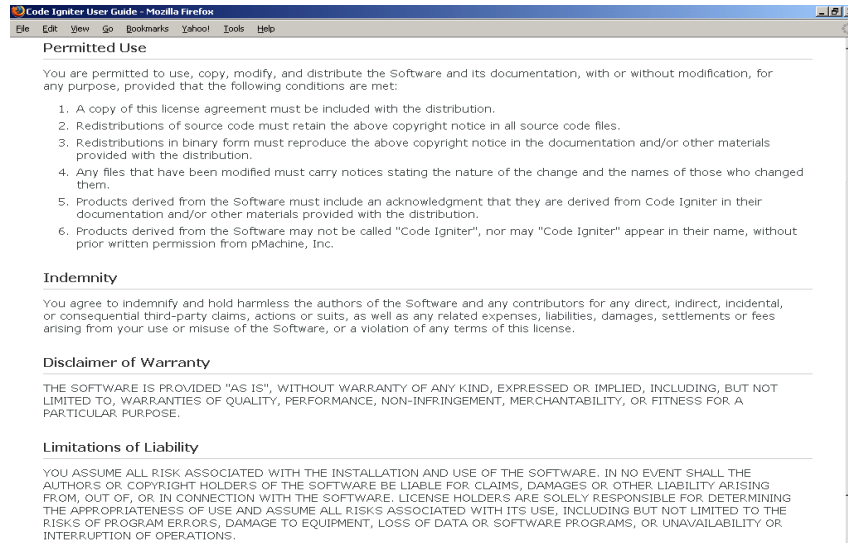 Code Igniter User Guide - Mozilla Firefox
File Edit View Go Bookmarks Yahoo! Tools Help
Permitted Use
You are permitted to use, copy, modify, and distribute the Software and its documentation, with or without modification, for
any purpose, provided that the following conditions are met:
1. A copy of this license agreement must be included with the distribution.
2. Redistributions of source code must retain the above copyright notice in all source code files.
3. Redistributions in binary form must reproduce the above copyright notice in the documentation and/or other materials
provided with the distribution.
4. Any files that have been modified must carry notices stating the nature of the change and the names of those who changed
them.
5. Products derived from the Software must include an acknowledgment that they are derived from Code Igniter in their
documentation and/or other materials provided with the distribution.
6. Products derived from the Software may not be called "Code Igniter", nor may "Code Igniter" appear in their name, without
prior written permission from pMachine, Inc.
Indemnity
You agree to indemnify and hold harmless the authors of the Software and any contributors for any direct, indirect, incidental,
or consequential third-party claims, actions or suits, as well as any related expenses, liabilities, damages, settlements or fees
arising from your use or misuse of the Software, or a violation of any terms of this license.
Disclaimer of Warranty
THE SOFTWARE IS PROVIDED "AS IS", WITHOUT WARRANTY OF ANY KIND, EXPRESSED OR IMPLIED, INCLUDING, BUT NOT
LIMITED TO, WARRANTIES OF QUALITY, PERFORMANCE, NON-INFRINGEMENT, MERCHANTABILITY, OR FITNESS FOR A
PARTICULAR PURPOSE.
Limitations of Liability
YOU ASSUME ALL RISK ASSOCIATED WITH THE INSTALLATION AND USE OF THE SOFTWARE. IN NO EVENT SHALL THE
AUTHORS OR COPYRIGHT HOLDERS OF THE SOFTWARE BE LIABLE FOR CLAIMS, DAMAGES OR OTHER LIABILITY ARISING
FROM, OUT OF, OR IN CONNECTION WITH THE SOFTWARE. LICENSE HOLDERS ARE SOLELY RESPONSIBLE FOR DETERMINING
THE APPROPRIATENESS OF USE AND ASSUME ALL RISKS ASSOCIATED WITH ITS USE, INCLUDING BUT NOT LIMITED TO THE
RISKS OF PROGRAM ERRORS, DAMAGE TO EQUIPMENT, LOSS OF DATA OR SOFTWARE PROGRAMS, OR UNAVAILABILITY OR
INTERRUPTION OF OPERATIONS.